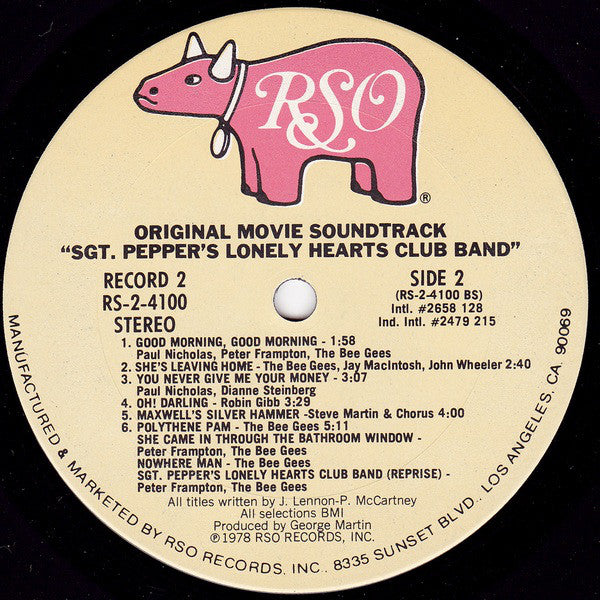 RSO
®
ORIGINAL MOVIE SOUNDTRACK
“SGT. PEPPER'S LONELY HEARTS CLUB BAND”
RECORD 2
RS-2-4100
STEREO
SIDE 2
(RS-2-4100 BS)
Intl. #2658 128
Ind. Intl. #2479 215
1. GOOD MORNING, GOOD MORNING - 1:58
Paul Nicholas, Peter Frampton, The Bee Gees
2. SHE'S LEAVING HOME - The Bee Gees, Jay MacIntosh, John Wheeler 2:40
3. YOU NEVER GIVE ME YOUR MONEY - 3:07
Paul Nicholas, Dianne Steinberg
4. OH! DARLING - Robin Gibb 3:29
5. MAXWELL'S SILVER HAMMER -Steve Martin & Chorus 4:00
6. POLYTHENE PAM - The Bee Gees 5:11
SHE CAME IN THROUGH THE BATHROOM WINDOW -
Peter Frampton, The Bee Gees
NOWHERE MAN - The Bee Gees
SGT. PEPPER'S LONELY HEARTS CLUB BAND (REPRISE) -
Peter Frampton, The Bee Gees
All titles written by J. Lennon-P. McCartney
All selections BMI
Produced by George Martin
℗1978 RSO RECORDS, INC.
MANUFACTURED & MARKETED BY RSO RECORDS, INC., 8335 SUNSET BLVD., LOS ANGELES, CA. 90069